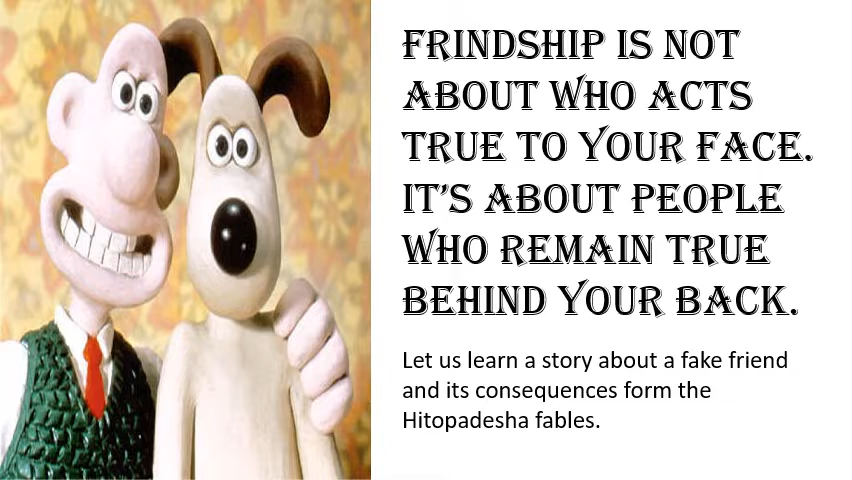 FRINDSHIP IS NOT
ABOUT WHO ACTS
TRUE TO YOUR FACE.
IT'S ABOUT PEOPLE
WHO REMAIN TRUE
BEHIND YOUR BACK.
Let us learn a story about a fake friend
and its consequences form the
Hitopadesha fables.